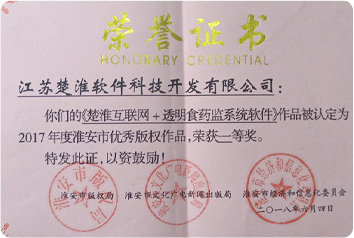 荣誉证书
HONORARY CREDENTIAL
江苏楚淮软件科技开发有限公司：
你们的《楚淮互联网＋透明食药监系统软件》作品被认定为
2017年度淮安市优秀版权作品，荣获一等奖。
特发此证，以资鼓励！
淮安市版权局 淮安市文化广电新闻出版局 淮安市经济和信息化委员会
二〇一八年六月四日